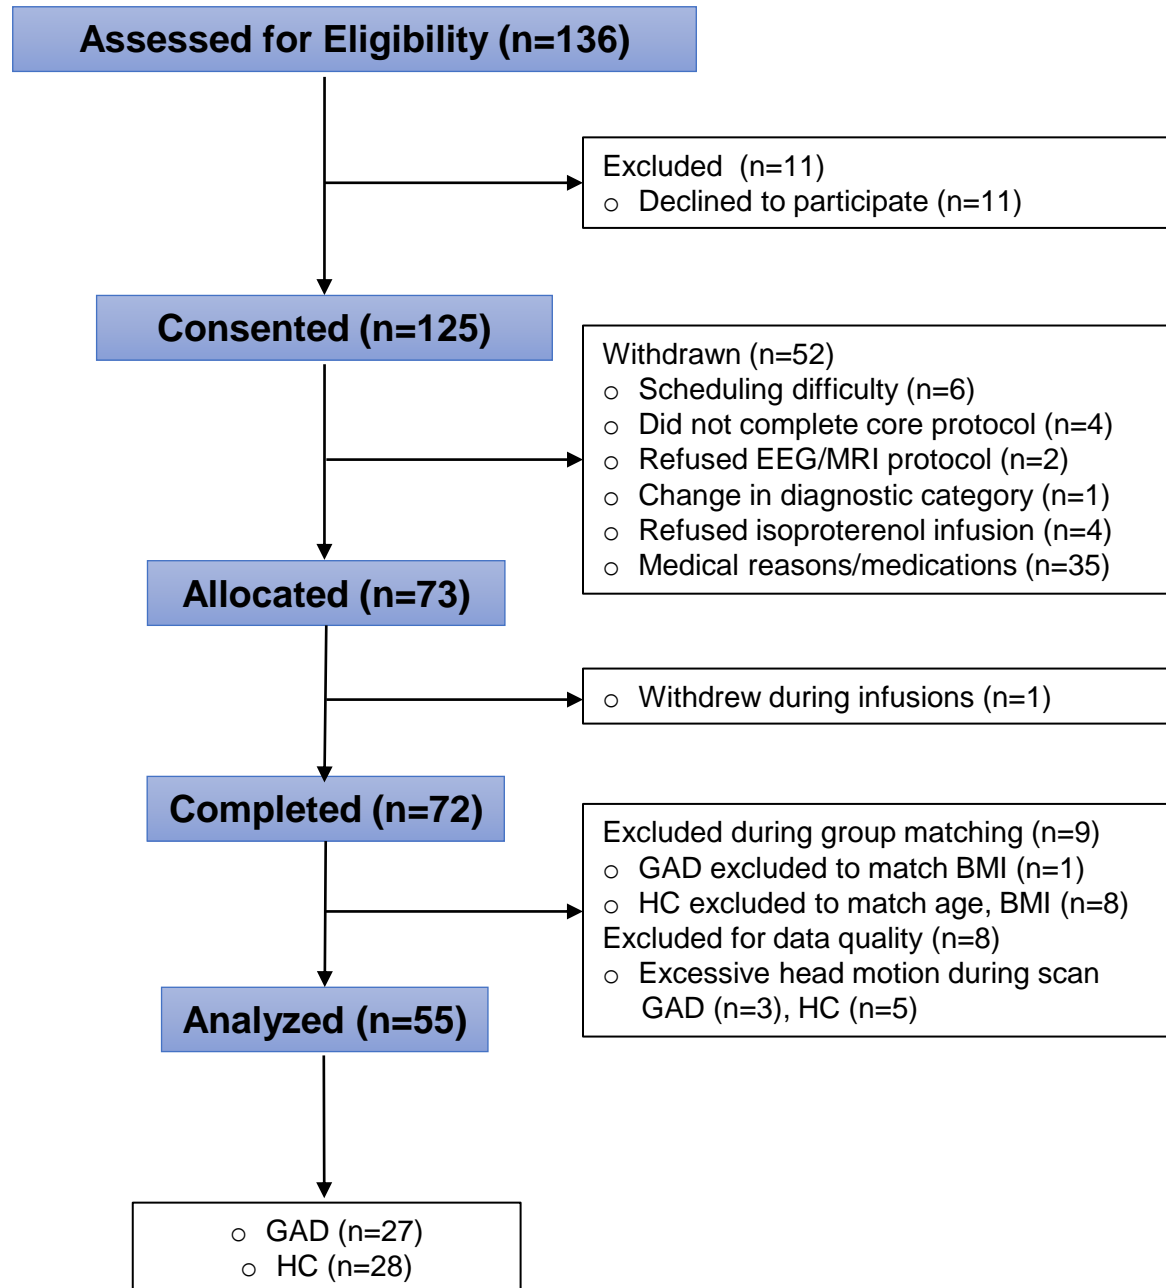 Assessed for Eligibility (n=136)
Excluded (n=11)
○ Declined to participate (n=11)
Consented (n=125)
Withdrawn (n=52)
○ Scheduling difficulty (n=6)
○ Did not complete core protocol (n=4)
○ Refused EEG/MRI protocol (n=2)
○ Change in diagnostic category (n=1)
○ Refused isoproterenol infusion (n=4)
○ Medical reasons/medications (n=35)
Allocated (n=73)
○ Withdrew during infusions (n=1)
Completed (n=72)
Excluded during group matching (n=9)
○ GAD excluded to match BMI (n=1)
○ HC excluded to match age, BMI (n=8)
Excluded for data quality (n=8)
○ Excessive head motion during scan
GAD (n=3), HC (n=5)
Analyzed (n=55)
○ GAD (n=27)
○ HC (n=28)